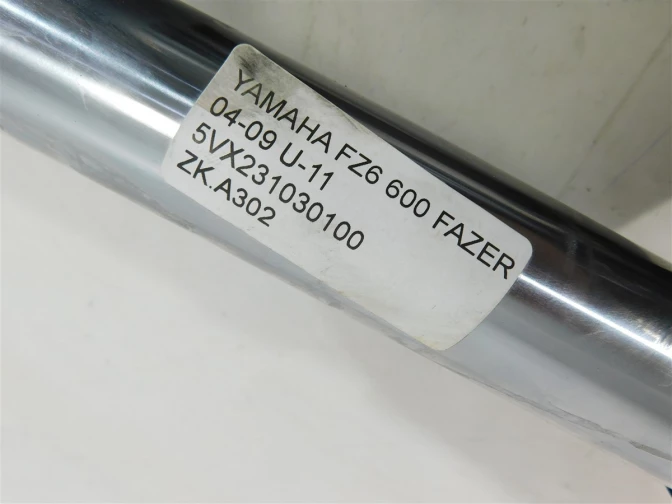 YAMAHA FZ6 600 FAZER
04-09 U-11
5VX231030100
ZK.A302